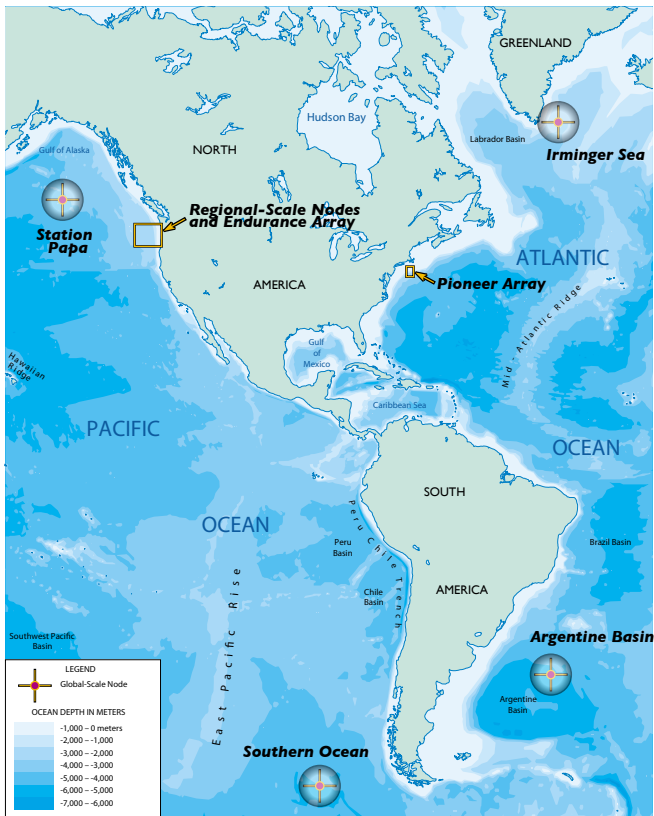 GREENLAND
Hudson Bay
Labrador Basin
Irminger Sea
NORTH
Gulf of Alaska
Station
Papa
Regional-Scale Nodes
and Endurance Array
ATLANTIC
Pioneer Array
AMERICA
Mid - Atlantic Ridge
Gulf
of
Mexico
Hawaiian
Ridge
Caribbean Sea
PACIFIC
OCEAN
SOUTH
OCEAN
Peru Chile Trench
Peru
Basin
Brazil Basin
Chile
Basin
AMERICA
East Pacific Rise
Southwest Pacific
Basin
Argentine Basin
Argentine
Basin
Southern Ocean
LEGEND
Global-Scale Node
OCEAN DEPTH IN METERS
-1,000 – 0 meters
-2,000 – -1,000
-3,000 – -2,000
-4,000 – -3,000
-5,000 – -4,000
-6,000 – -5,000
-7,000 – -6,000